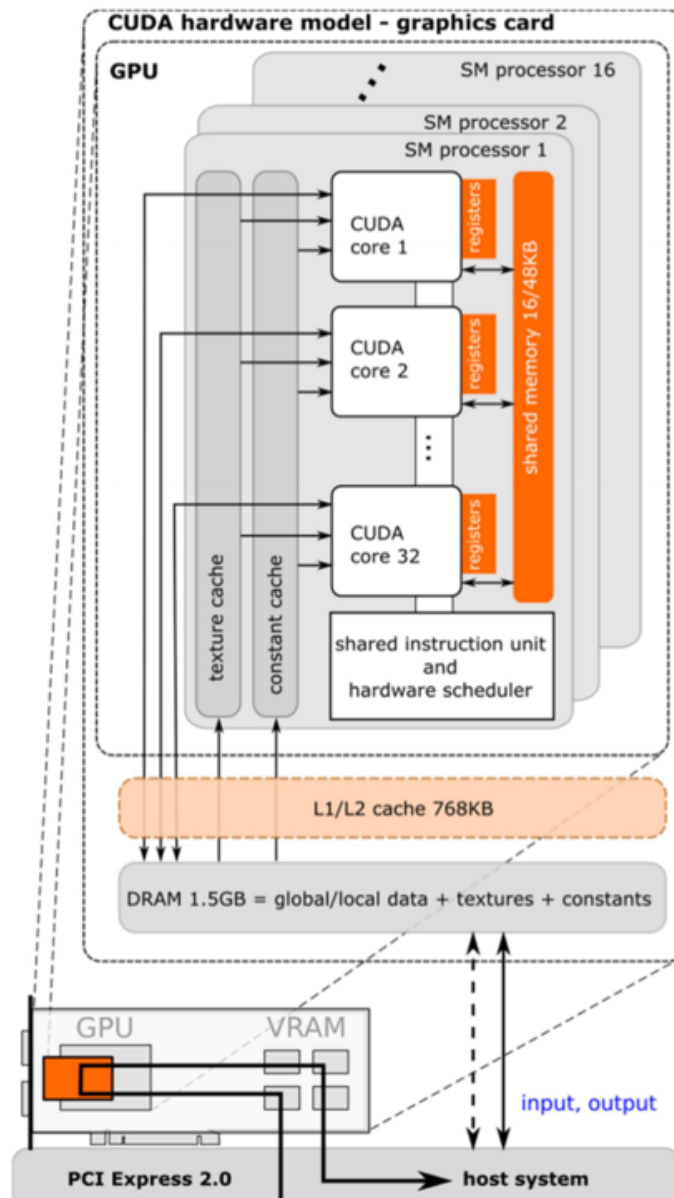 CUDA hardware model - graphics card
GPU
SM processor 16
SM processor 2
SM processor 1
CUDA
core 1
registers
CUDA
core 2
registers
...
CUDA
core 32
registers
shared memory 16/48KB
texture cache
constant cache
shared instruction unit
and
hardware scheduler
L1/L2 cache 768KB
DRAM 1.5GB = global/local data + textures + constants
GPU
VRAM
input, output
PCI Express 2.0
host system